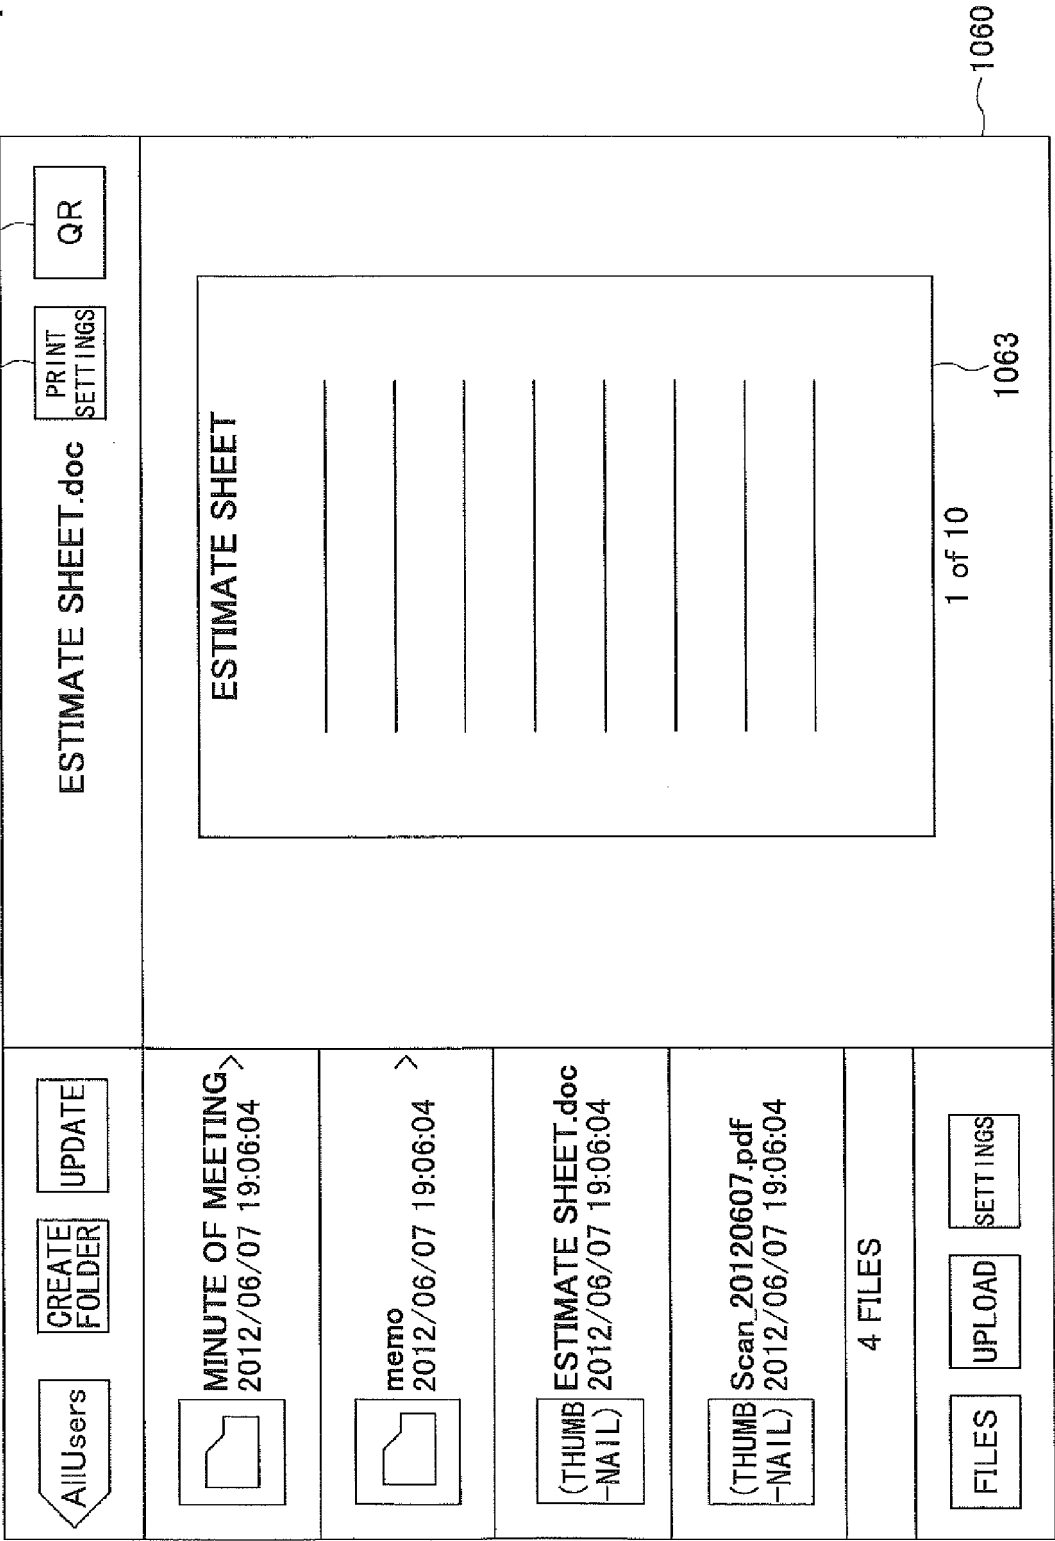 AllUsers
CREATE
FOLDER
UPDATE
ESTIMATE SHEET.doc
PRINT
SETTINGS
QR
MINUTE OF MEETING >
2012/06/07 19:06:04
memo >
2012/06/07 19:06:04
(THUMB
-NAIL)
ESTIMATE SHEET.doc
2012/06/07 19:06:04
(THUMB
-NAIL)
Scan_20120607.pdf
2012/06/07 19:06:04
4 FILES
FILES
UPLOAD
SETTINGS
ESTIMATE SHEET
1 of 10
1063
1060